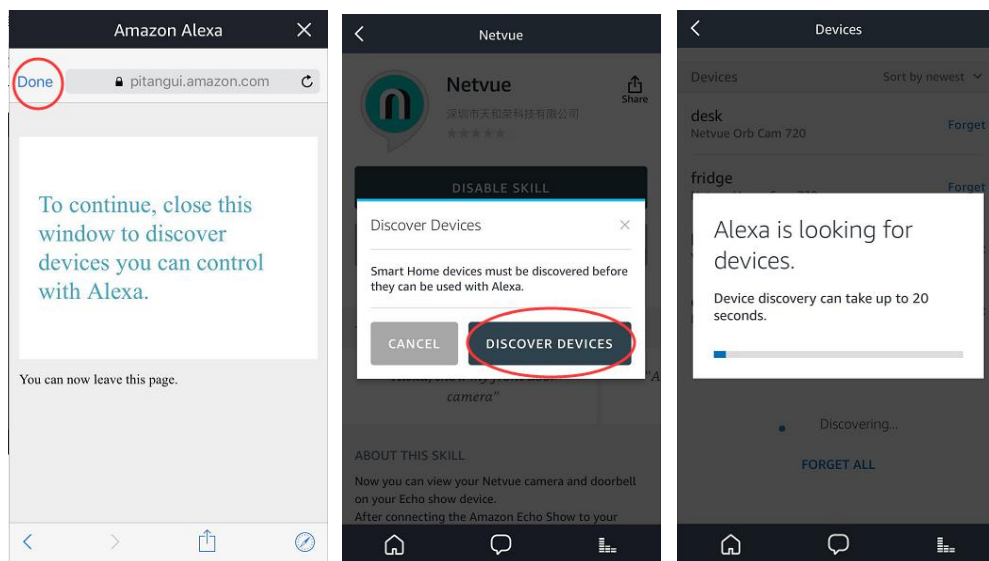 Amazon Alexa
Done
pitangui.amazon.com
To continue, close this
window to discover
devices you can control
with Alexa.
You can now leave this page.
Netvue
Netvue
Share
深圳市天和荣科技有限公司
DISABLE SKILL
Discover Devices
Smart Home devices must be discovered before
they can be used with Alexa.
CANCEL
DISCOVER DEVICES
camera"
"A
ABOUT THIS SKILL
Now you can view your Netvue camera and doorbell
on your Echo show device.
After connecting the Amazon Echo Show to your
Devices
Devices
Sort by newest
desk
Netvue Orb Cam 720
Forget
fridge
Forget
Alexa is looking for
devices.
Device discovery can take up to 20
seconds.
Discovering...
FORGET ALL